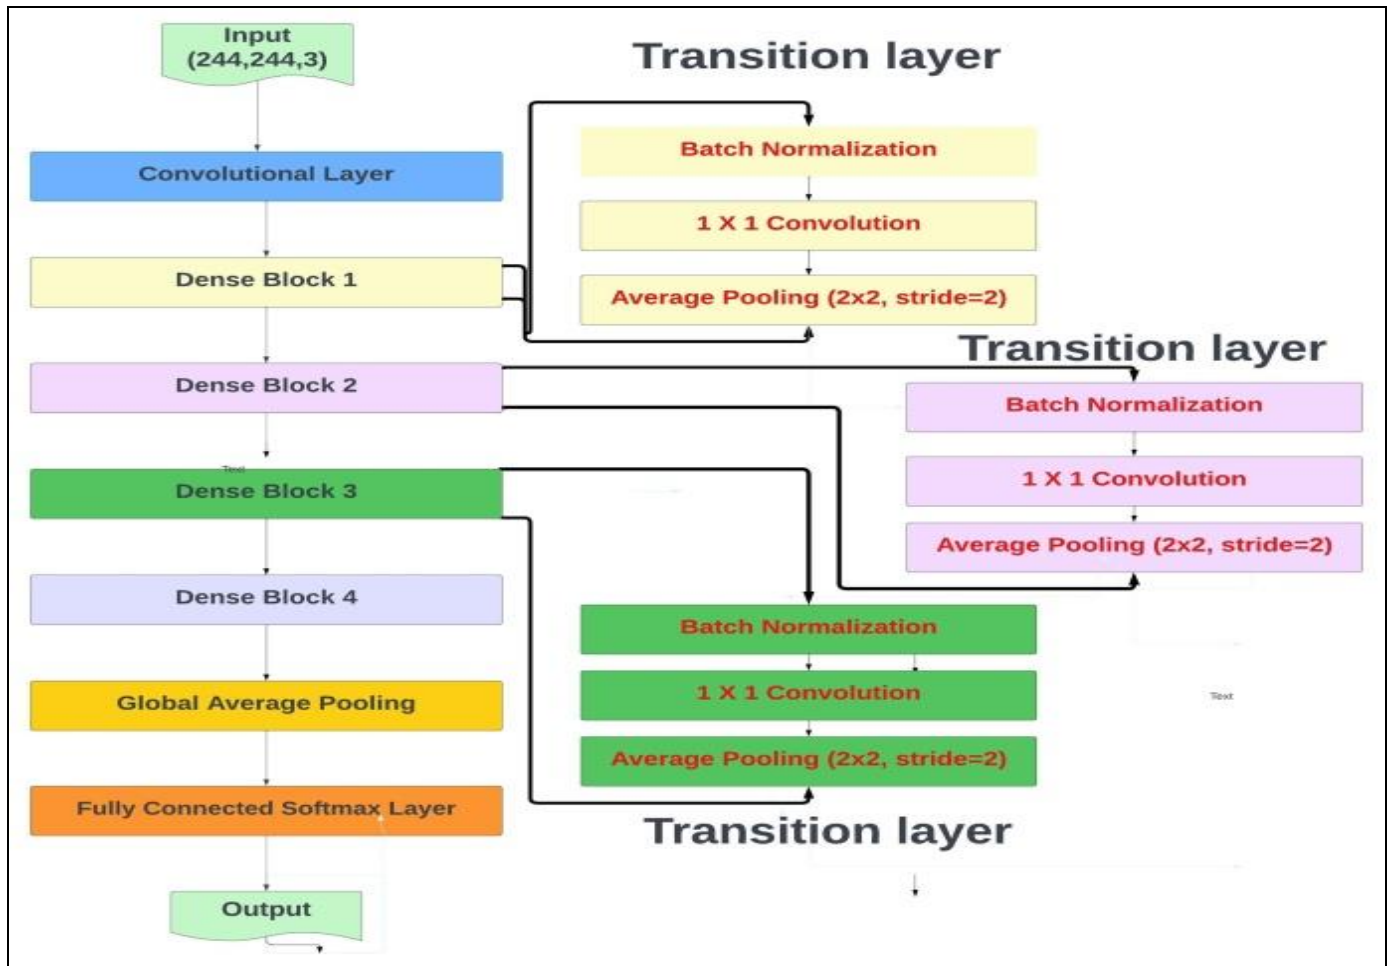 Input
(244,244,3)
Convolutional Layer
Dense Block 1
Dense Block 2
Text
Dense Block 3
Dense Block 4
Global Average Pooling
Fully Connected Softmax Layer
Output
Transition layer
Batch Normalization
1 X 1 Convolution
Average Pooling (2x2, stride=2)
Transition layer
Batch Normalization
1 X 1 Convolution
Average Pooling (2x2, stride=2)
Batch Normalization
1 X 1 Convolution
Average Pooling (2x2, stride=2)
Transition layer
Text